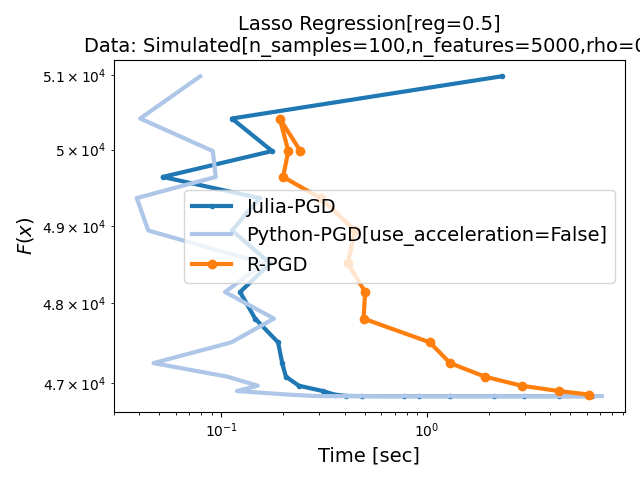 Lasso Regression[reg=0.5]
Data: Simulated[n_samples=100,n_features=5000,rho=0
5.1 × 10⁴
5 × 10⁴
4.9 × 10⁴
4.8 × 10⁴
4.7 × 10⁴
F(x)
Julia-PGD
Python-PGD[use_acceleration=False]
R-PGD
10⁻¹
10⁰
Time [sec]